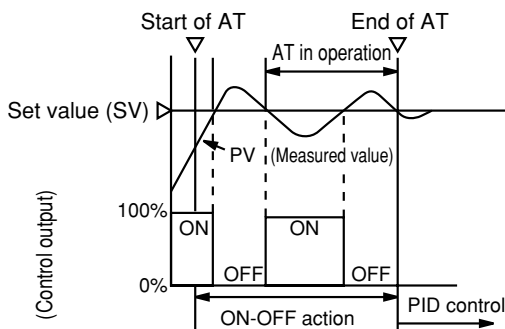 Start of AT
End of AT
AT in operation
Set value (SV)
PV
(Measured value)
(Control output)
100%
ON
ON
0%
OFF
OFF
ON-OFF action
PID control